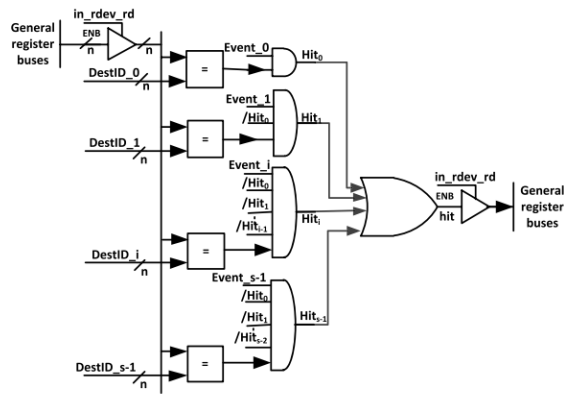 General
register
buses
in_rdev_rd
ENB
n
n
DestID_0
n
=
Event_0
Hit₀
DestID_1
n
=
Event_1
/Hit₀
Hit₁
Event_i
/Hit₀
/Hit₁
/Hitᵢ₋₁
Hitᵢ
DestID_i
n
=
Event_s-1
/Hit₀
/Hit₁
/Hitₛ₋₂
Hitₛ₋₁
DestID_s-1
n
=
in_rdev_rd
ENB
hit
General
register
buses